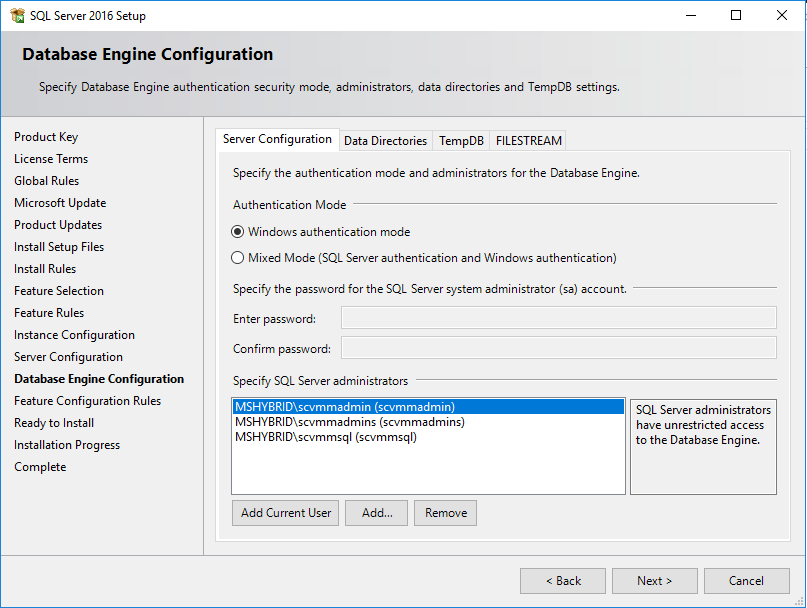 SQL Server 2016 Setup
Database Engine Configuration
Specify Database Engine authentication security mode, administrators, data directories and TempDB settings.
Product Key
License Terms
Global Rules
Microsoft Update
Product Updates
Install Setup Files
Install Rules
Feature Selection
Feature Rules
Instance Configuration
Server Configuration
Database Engine Configuration
Feature Configuration Rules
Ready to Install
Installation Progress
Complete
Server Configuration Data Directories TempDB FILESTREAM
Specify the authentication mode and administrators for the Database Engine.
Authentication Mode
Windows authentication mode
Mixed Mode (SQL Server authentication and Windows authentication)
Specify the password for the SQL Server system administrator (sa) account.
Enter password:
Confirm password:
Specify SQL Server administrators
MSHYBRID\scvmmadmin (scvmmadmin)
MSHYBRID\scvmmadmins (scvmmadmins)
MSHYBRID\scvmmsql (scvmmsql)
SQL Server administrators
have unrestricted access
to the Database Engine.
Add Current User Add... Remove
< Back Next > Cancel